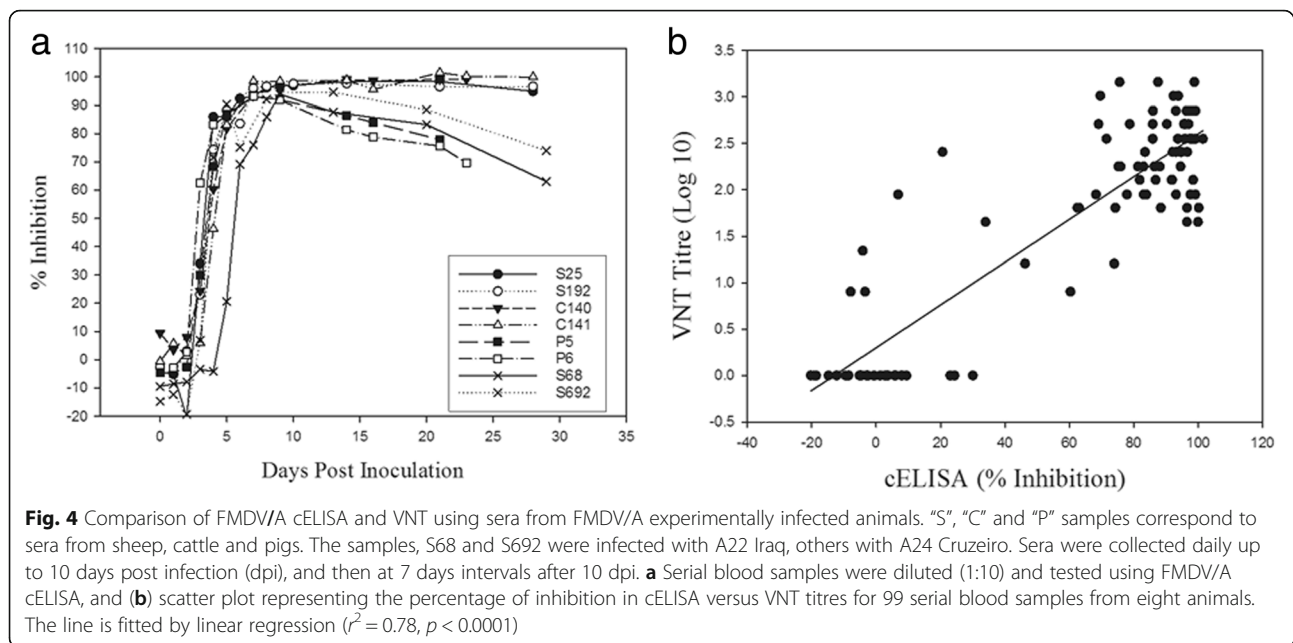 a
110
100
90
80
70
60
50
40
30
20
10
0
-10
-20
% Inhibition
0 5 10 15 20 25 30 35
Days Post Inoculation
S25
S192
C140
C141
P5
P6
S68
S692
b
3.5
3.0
2.5
2.0
1.5
1.0
0.5
0.0
-0.5
VNT Titre (Log 10)
-40 -20 0 20 40 60 80 100 120
cELISA (% Inhibition)
Fig. 4 Comparison of FMDV/A cELISA and VNT using sera from FMDV/A experimentally infected animals. “S”, “C” and “P” samples correspond to
sera from sheep, cattle and pigs. The samples, S68 and S692 were infected with A22 Iraq, others with A24 Cruzeiro. Sera were collected daily up
to 10 days post infection (dpi), and then at 7 days intervals after 10 dpi. a Serial blood samples were diluted (1:10) and tested using FMDV/A
cELISA, and (b) scatter plot representing the percentage of inhibition in cELISA versus VNT titres for 99 serial blood samples from eight animals.
The line is fitted by linear regression (r² = 0.78, p < 0.0001)